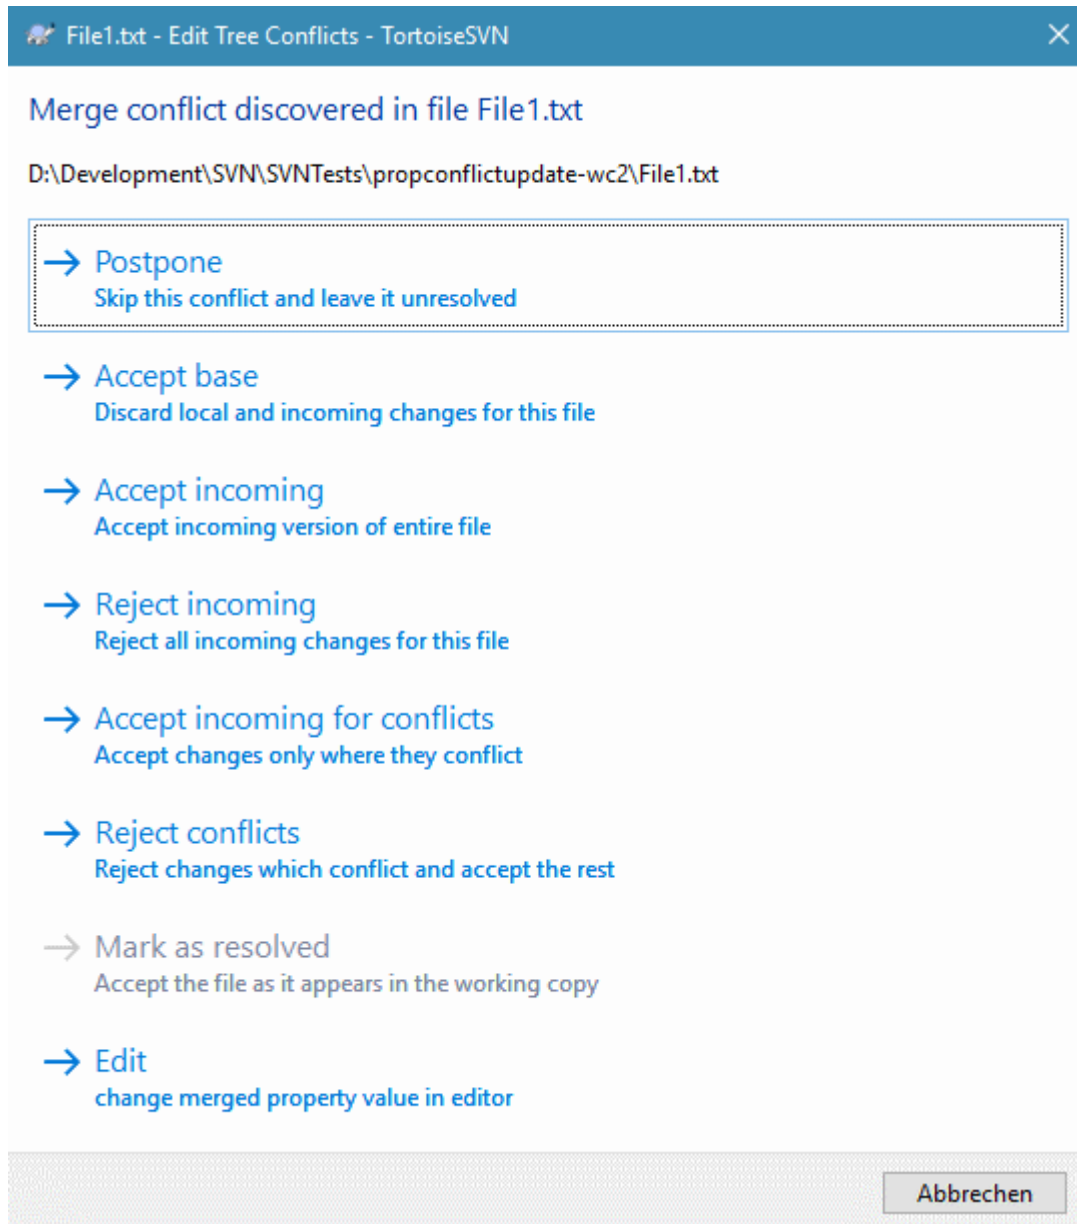 File1.txt - Edit Tree Conflicts - TortoiseSVN
Merge conflict discovered in file File1.txt
D:\Development\SVN\SVNTests\propconflictupdate-wc2\File1.txt
Postpone
Skip this conflict and leave it unresolved
Accept base
Discard local and incoming changes for this file
Accept incoming
Accept incoming version of entire file
Reject incoming
Reject all incoming changes for this file
Accept incoming for conflicts
Accept changes only where they conflict
Reject conflicts
Reject changes which conflict and accept the rest
Mark as resolved
Accept the file as it appears in the working copy
Edit
change merged property value in editor
Abbrechen